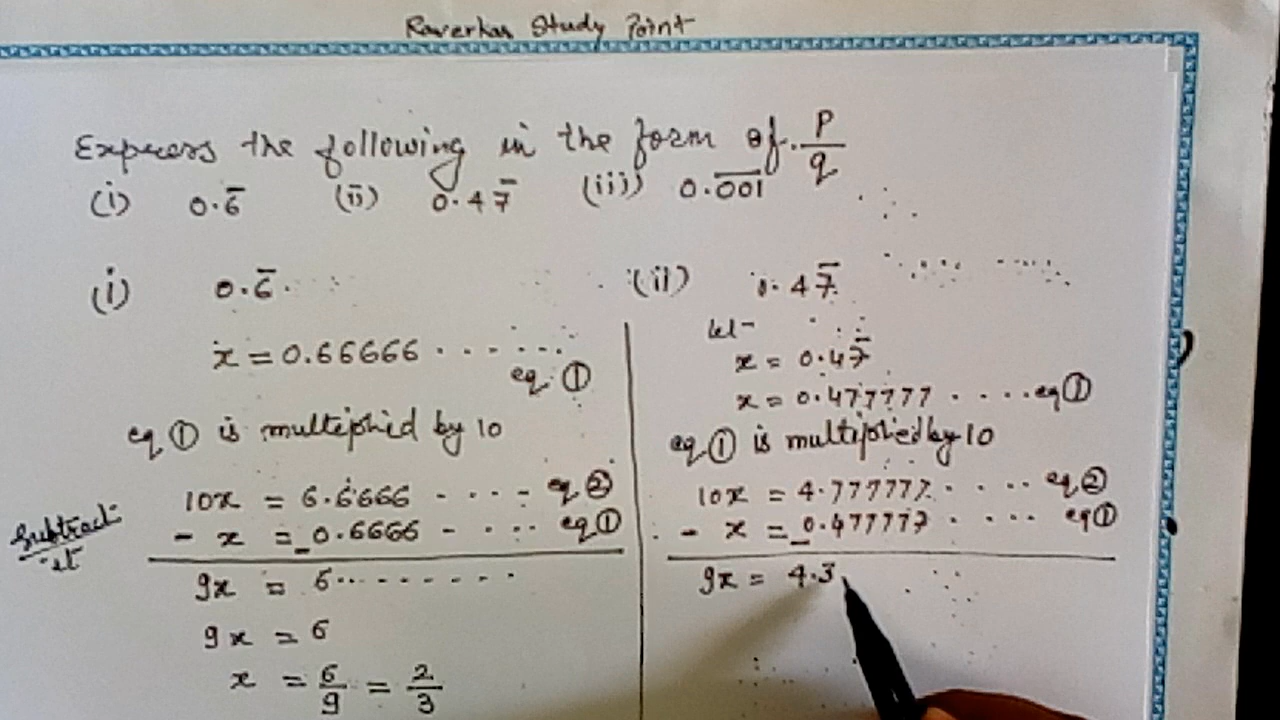 Raverkar Study Point
Express the following in the form of p/q
(i) 0.6̅ (ii) 0.47̅ (iii) 0.0̅0̅1̅
(i) 0.6̅
x = 0.66666 ......
eq ①
eq ① is multiplied by 10
10x = 6.6666 - ... - eq ②
- x = 0.6666 - .... eq ①
Subtract it
9x = 6........
9x = 6
x = 6/9 = 2/3
(ii) 0.47̅
let
x = 0.47̅
x = 0.477777 .... eq ①
eq ① is multiplied by 10
10x = 4.777777 ..... eq ②
- x = 0.477777 .... eq ①
9x = 4.3